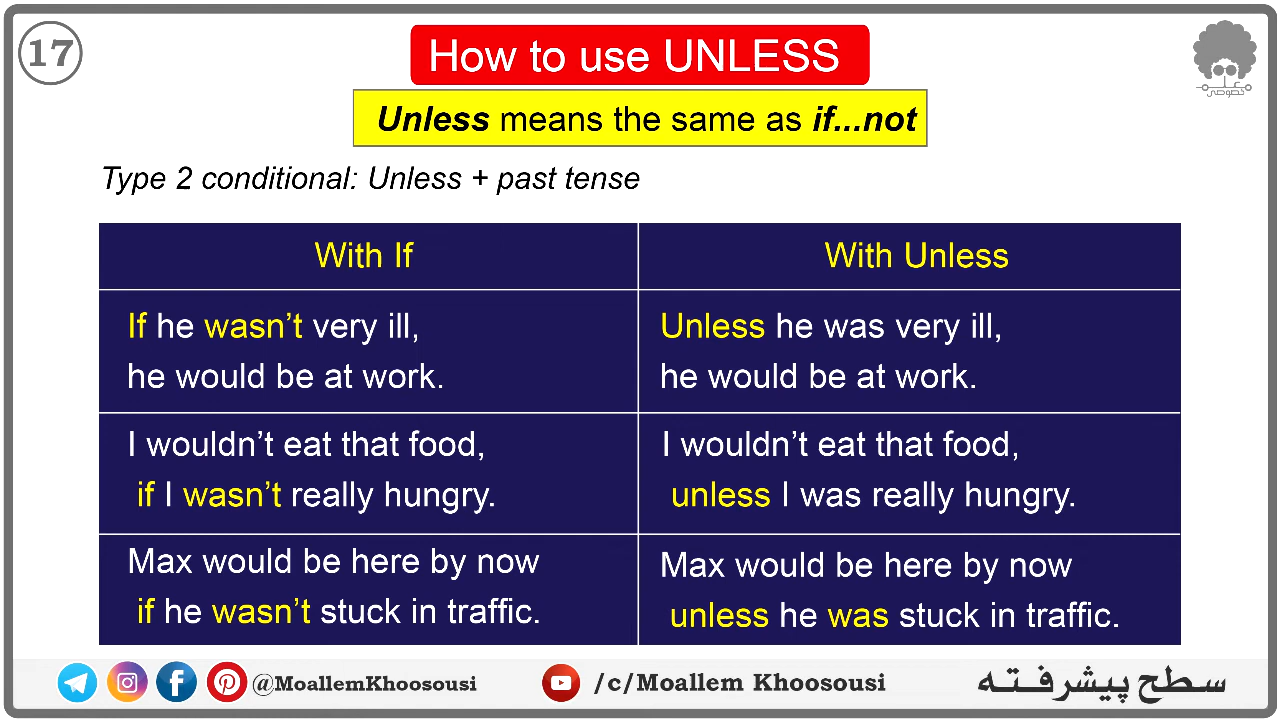 17
How to use UNLESS
Unless means the same as if...not
Type 2 conditional: Unless + past tense
With If
With Unless
If he wasn’t very ill,
he would be at work.
Unless he was very ill,
he would be at work.
I wouldn’t eat that food,
if I wasn’t really hungry.
I wouldn’t eat that food,
unless I was really hungry.
Max would be here by now
if he wasn’t stuck in traffic.
Max would be here by now
unless he was stuck in traffic.
@MoallemKhoosousi
/c/Moallem Khoosousi
سطح پیشرفته